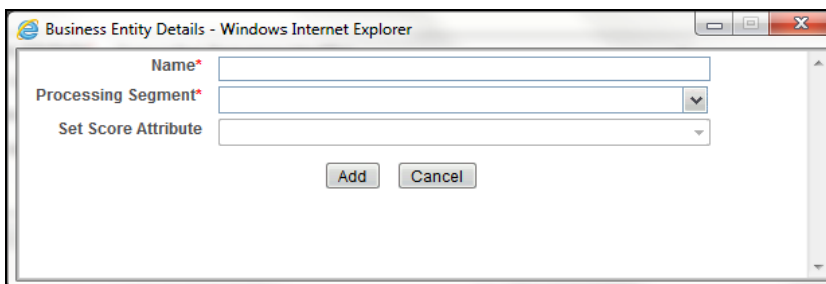 Business Entity Details - Windows Internet Explorer
Name*
Processing Segment*
Set Score Attribute
Add Cancel